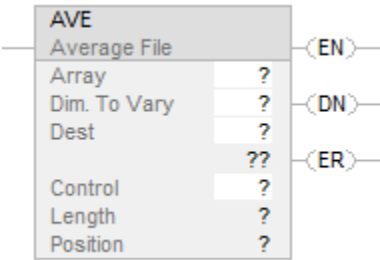 AVE
Average File
(EN)
Array ?
Dim. To Vary ?
(DN)
Dest ?
??
(ER)
Control ?
Length ?
Position ?